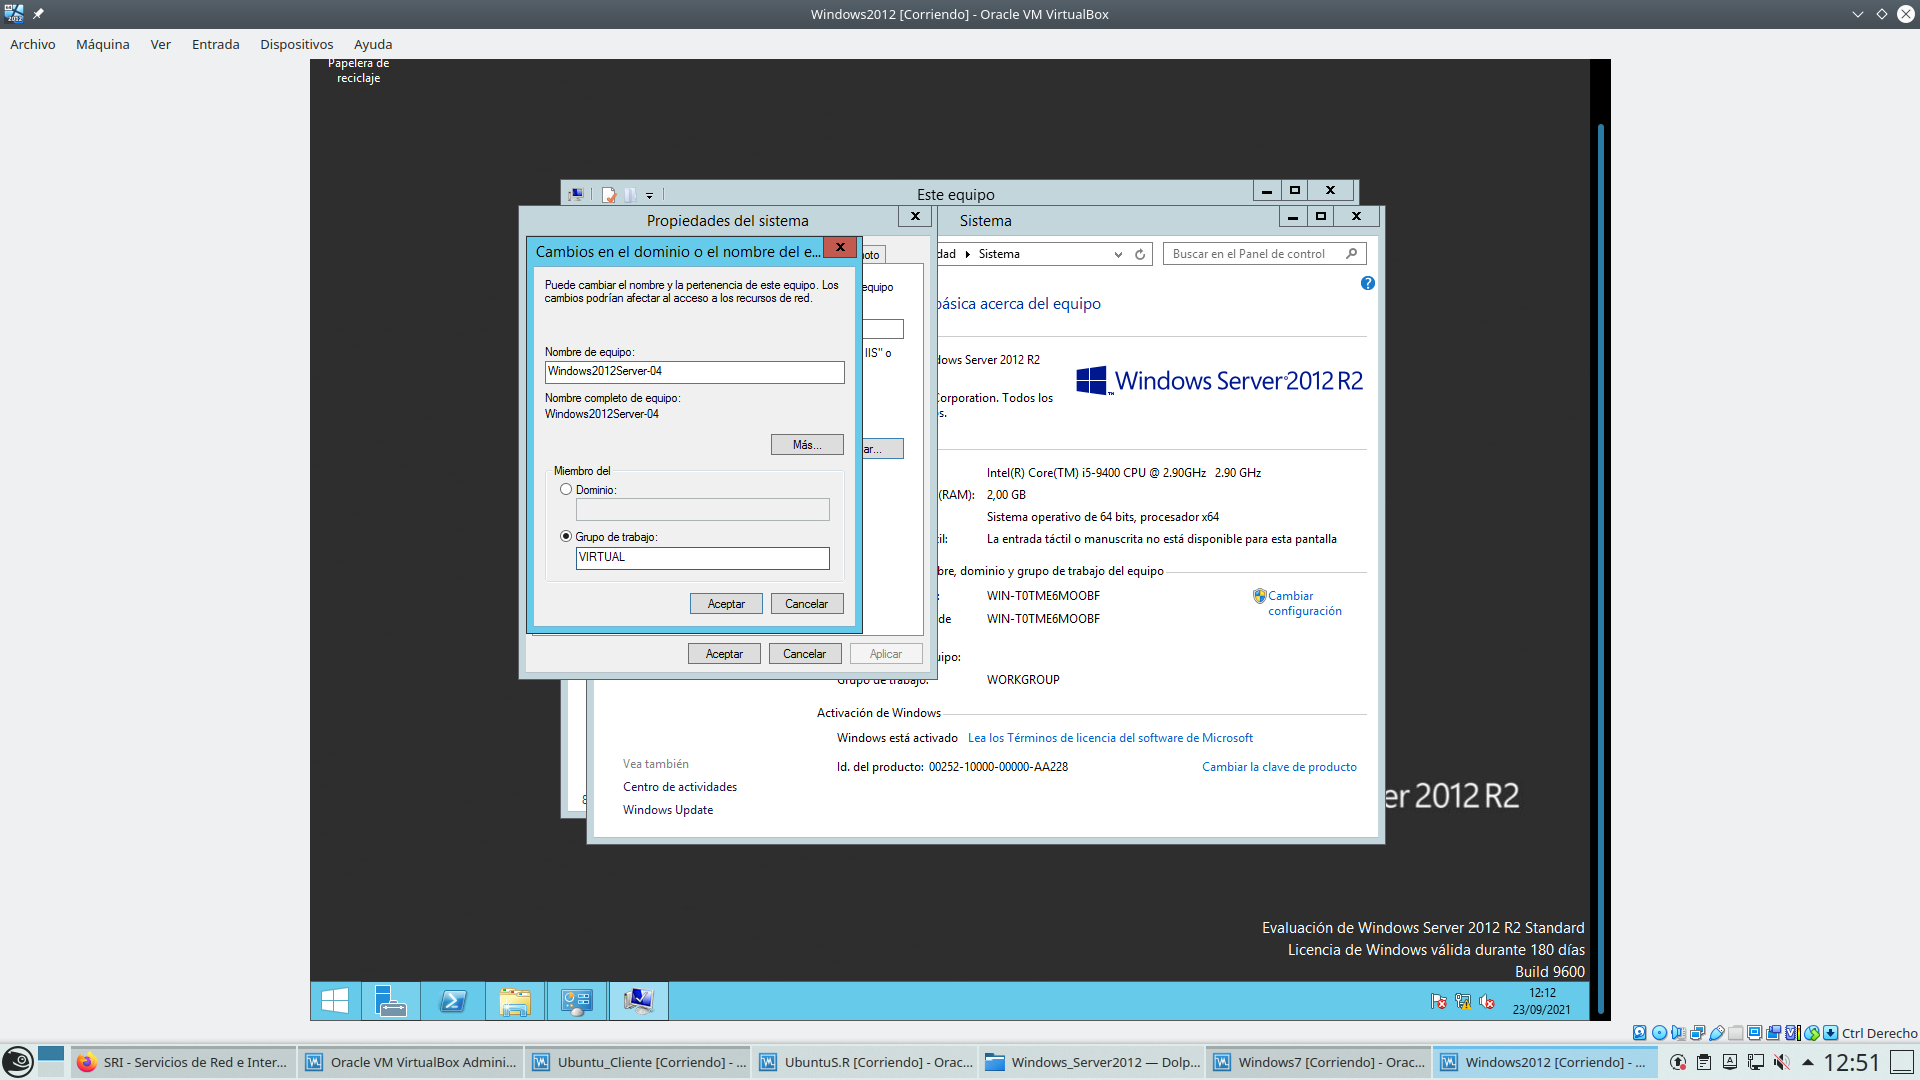 Windows2012 [Corriendo] - Oracle VM VirtualBox
Archivo Máquina Ver Entrada Dispositivos Ayuda
Papelera de
reciclaje
Este equipo
Propiedades del sistema
Sistema
Cambios en el dominio o el nombre del e...
oto
dad Sistema
Buscar en el Panel de control
Puede cambiar el nombre y la pertenencia de este equipo. Los
cambios podrían afectar al acceso a los recursos de red.
equipo
básica acerca del equipo
Nombre de equipo:
Windows2012Server-04
IIS" o
dows Server 2012 R2
Windows Server 2012 R2
Nombre completo de equipo:
Windows2012Server-04
Corporation. Todos los
s.
Más...
ar...
Miembro del
Dominio:
Grupo de trabajo:
VIRTUAL
Aceptar Cancelar
Aceptar Cancelar Aplicar
Intel(R) Core(TM) i5-9400 CPU @ 2.90GHz 2.90 GHz
(RAM): 2,00 GB
Sistema operativo de 64 bits, procesador x64
il: La entrada táctil o manuscrita no está disponible para esta pantalla
bre, dominio y grupo de trabajo del equipo
: WIN-T0TME6MOOBF
Cambiar
configuración
de WIN-T0TME6MOOBF
uipo:
Grupo de trabajo: WORKGROUP
Activación de Windows
Windows está activado Lea los Términos de licencia del software de Microsoft
Id. del producto: 00252-10000-00000-AA228
Cambiar la clave de producto
Vea también
Centro de actividades
Windows Update
8
er 2012 R2
Evaluación de Windows Server 2012 R2 Standard
Licencia de Windows válida durante 180 días
Build 9600
12:12
23/09/2021
Ctrl Derecho
SRI - Servicios de Red e Inter...
Oracle VM VirtualBox Admini...
Ubuntu_Cliente [Corriendo] - ...
UbuntuS.R [Corriendo] - Orac...
Windows_Server2012 — Dolp...
Windows7 [Corriendo] - Orac...
Windows2012 [Corriendo] - ...
12:51